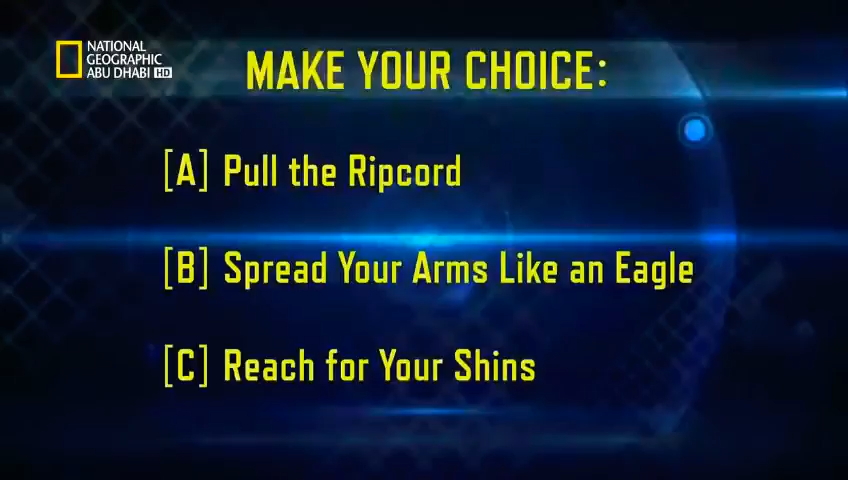 NATIONAL
GEOGRAPHIC
ABU DHABI HD
MAKE YOUR CHOICE:
[A] Pull the Ripcord
[B] Spread Your Arms Like an Eagle
[C] Reach for Your Shins